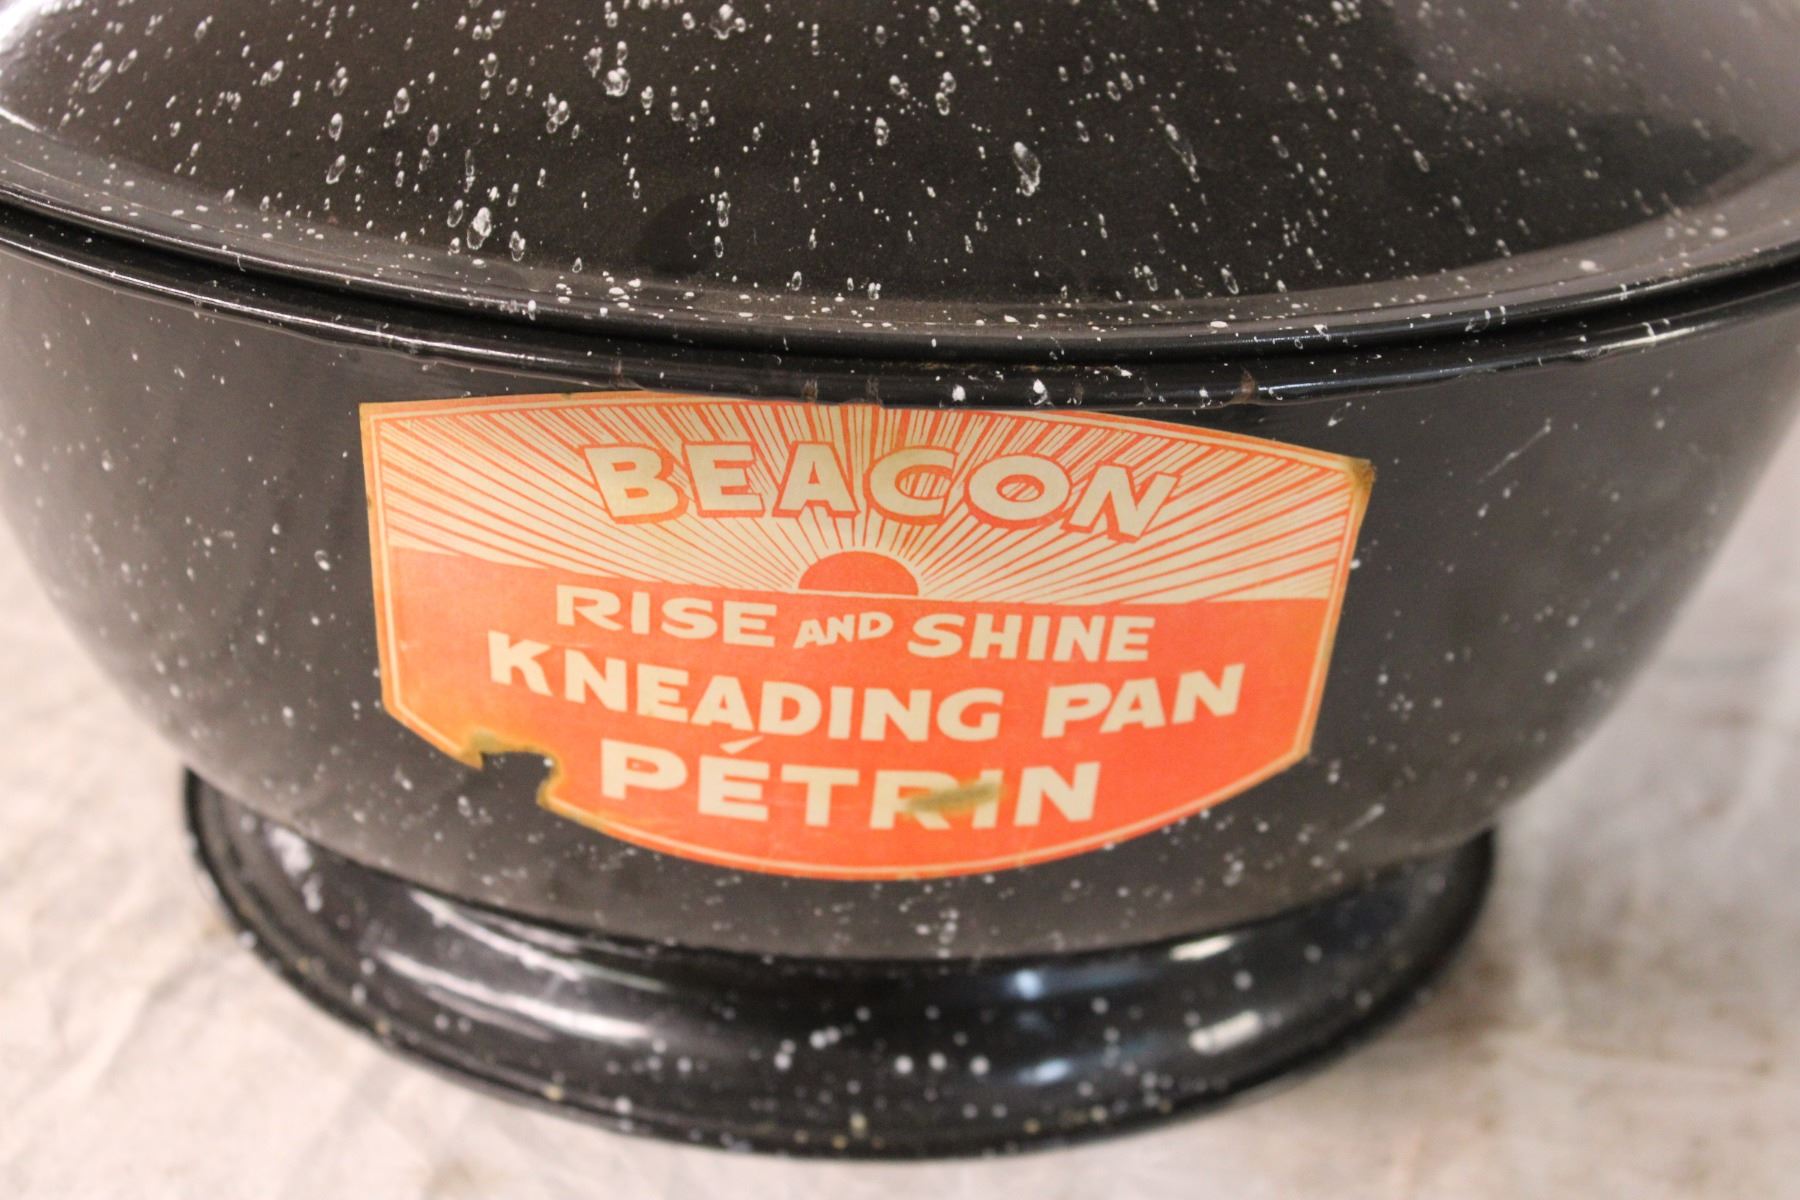 BEACON
RISE AND SHINE
KNEADING PAN
PÉTRIN